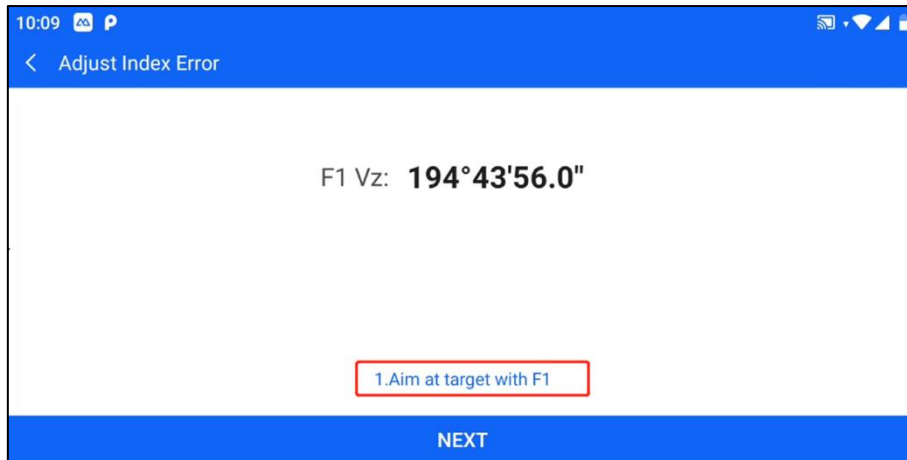 10:09 P
Adjust Index Error
F1 Vz: 194°43'56.0"
1.Aim at target with F1
NEXT